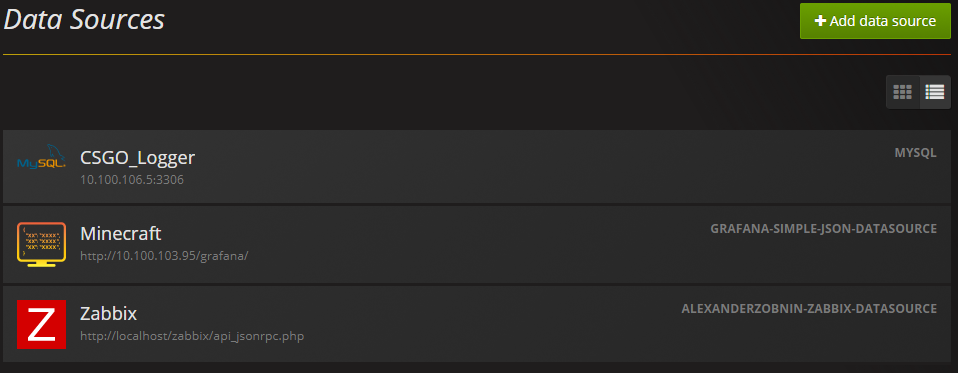 Data Sources
+ Add data source
MySQL.
CSGO_Logger
MYSQL
10.100.106.5:3306
Minecraft
GRAFANA-SIMPLE-JSON-DATASOURCE
http://10.100.103.95/grafana/
Z
Zabbix
ALEXANDERZOBNIN-ZABBIX-DATASOURCE
http://localhost/zabbix/api_jsonrpc.php